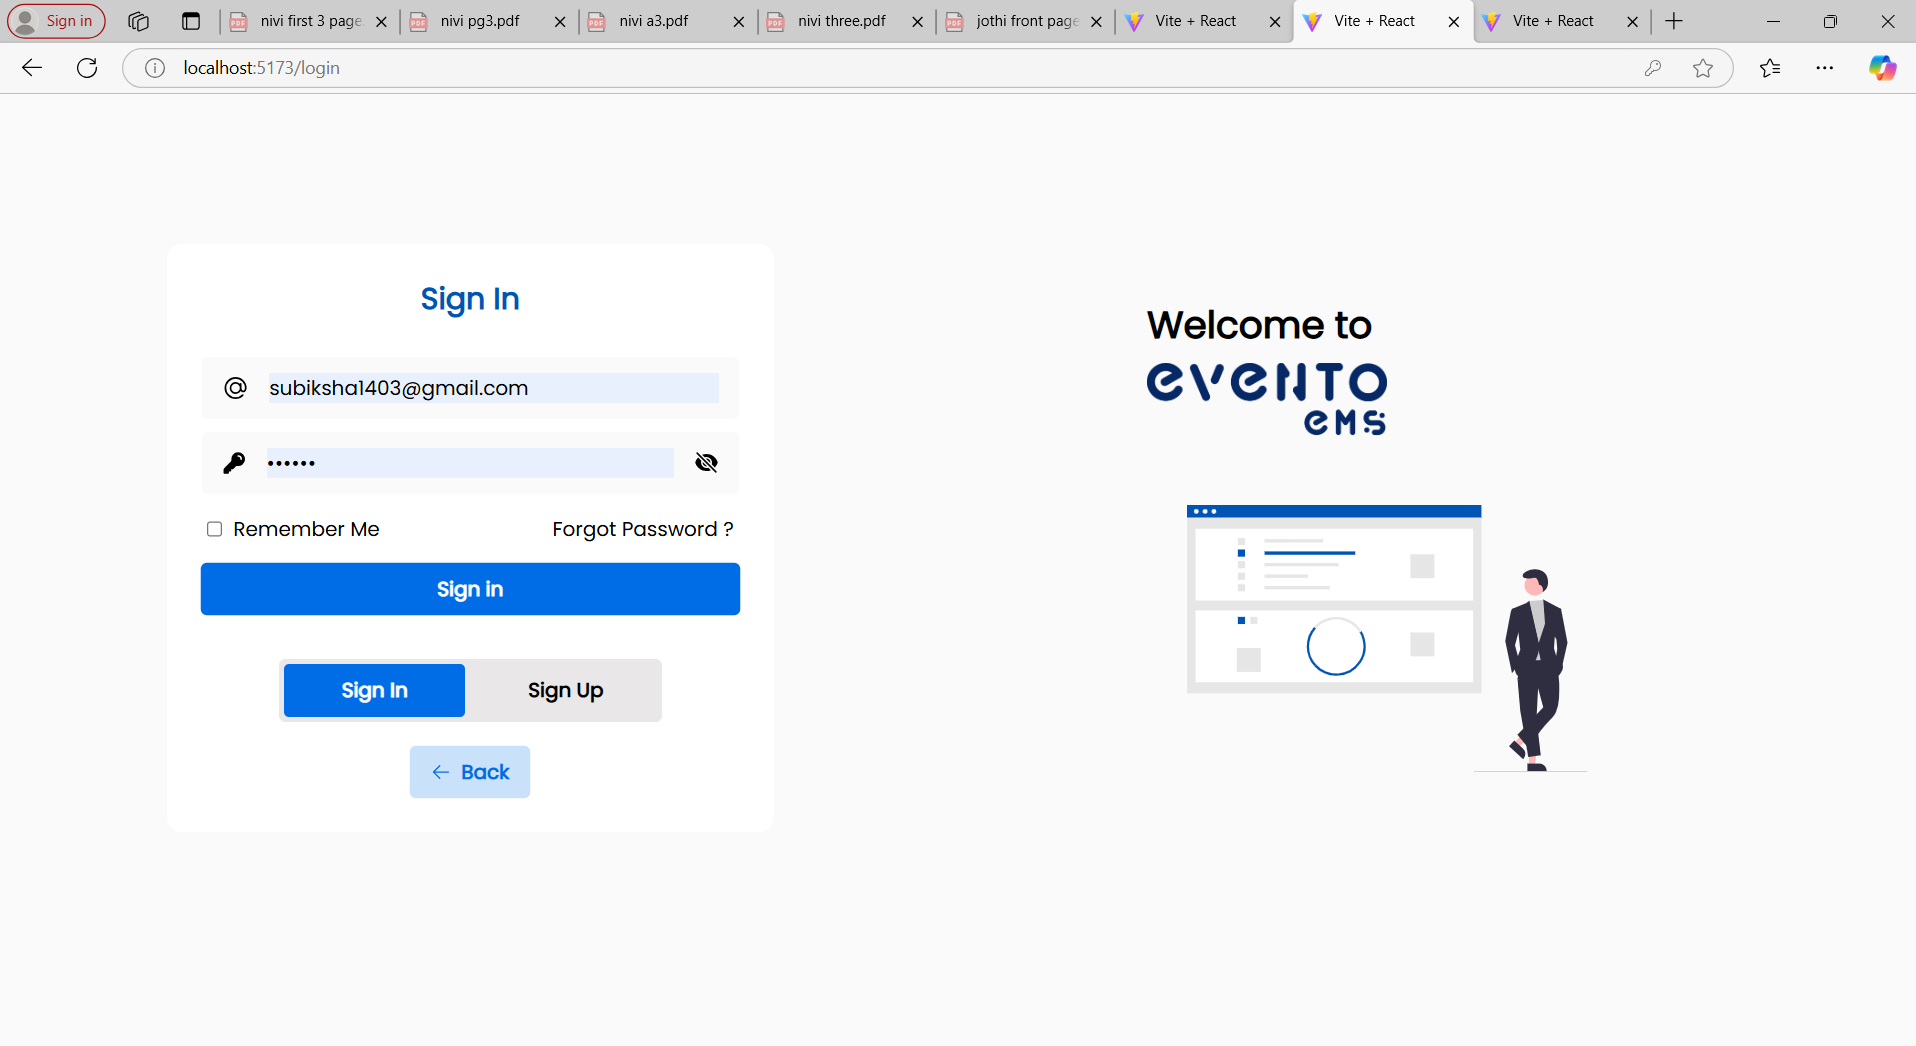 Sign in
nivi first 3 page.
nivi pg3.pdf
nivi a3.pdf
nivi three.pdf
jothi front page
Vite + React
Vite + React
Vite + React
localhost:5173/login
Sign In
subiksha1403@gmail.com
••••••
Remember Me
Forgot Password ?
Sign in
Sign In
Sign Up
← Back
Welcome to
evento
ems